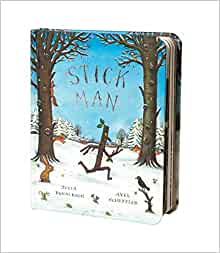 STICK
MAN
JULIA AXEL
DONALDSON SCHEFFLER